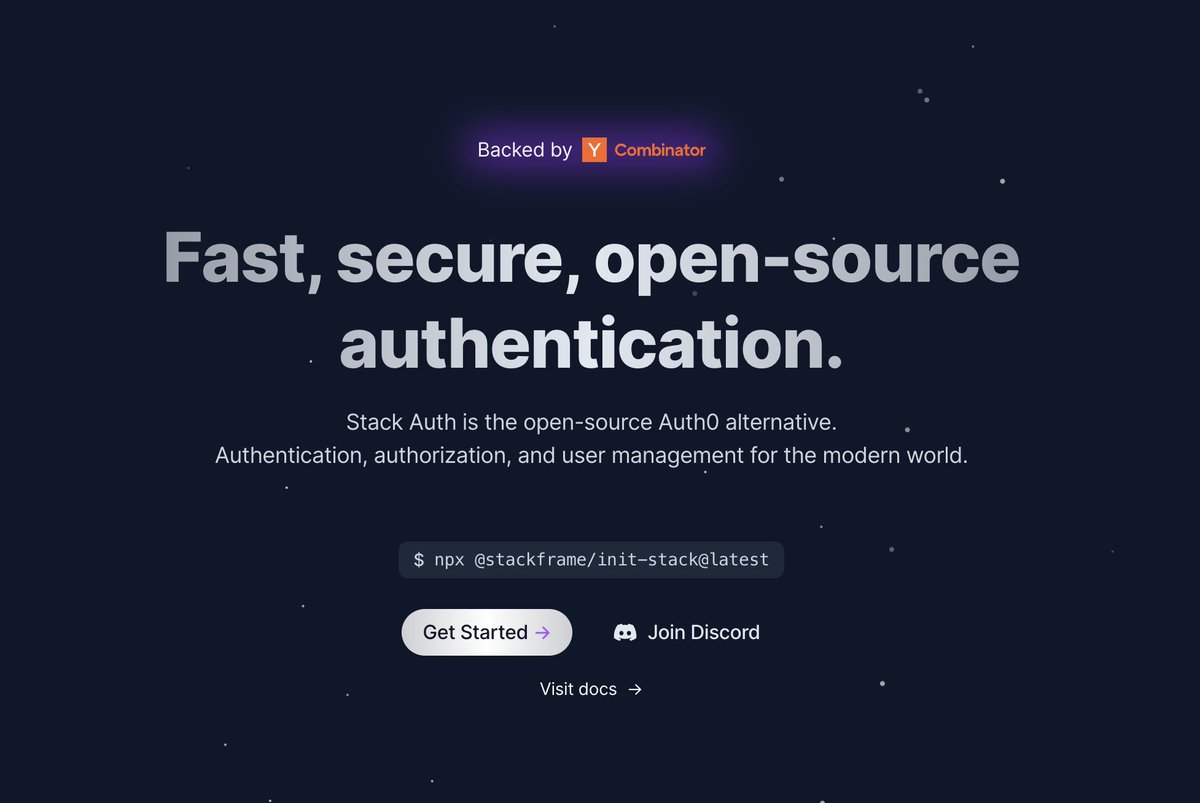 Backed by Y Combinator
Fast, secure, open-source
authentication.
Stack Auth is the open-source Auth0 alternative.
Authentication, authorization, and user management for the modern world.
$ npx @stackframe/init-stack@latest
Get Started →
Join Discord
Visit docs →